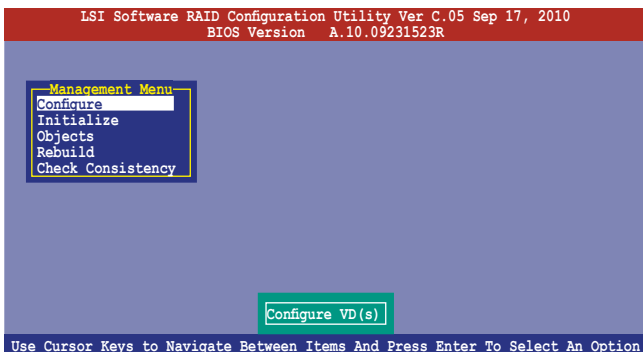 LSI Software RAID Configuration Utility Ver C.05 Sep 17, 2010
BIOS Version A.10.09231523R
Management Menu
Configure
Initialize
Objects
Rebuild
Check Consistency
Configure VD(s)
Use Cursor Keys to Navigate Between Items And Press Enter To Select An Option